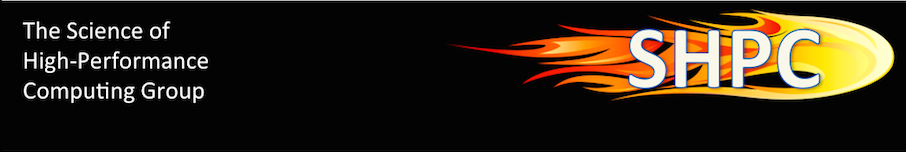 The Science of
High-Performance
Computing Group
SHPC